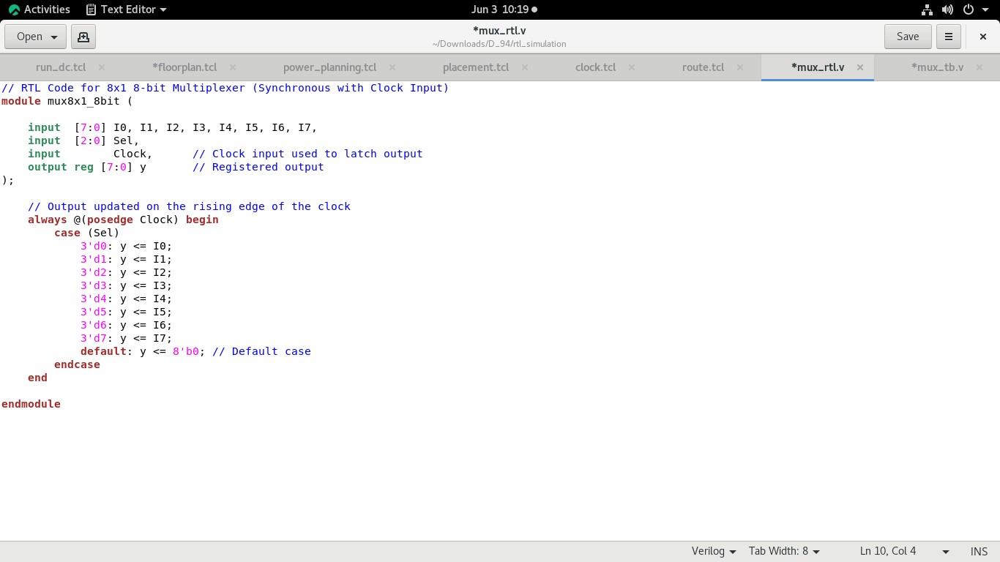 Activities Text Editor Jun 3 10:19
Open *mux_rtl.v Save
~/Downloads/D_94/rtl_simulation
run_dc.tcl *floorplan.tcl power_planning.tcl placement.tcl clock.tcl route.tcl *mux_rtl.v *mux_tb.v
// RTL Code for 8x1 8-bit Multiplexer (Synchronous with Clock Input)
module mux8x1_8bit (
    input  [7:0] I0, I1, I2, I3, I4, I5, I6, I7,
    input  [2:0] Sel,
    input        Clock,      // Clock input used to latch output
    output reg [7:0] y       // Registered output
);
    // Output updated on the rising edge of the clock
    always @(posedge Clock) begin
        case (Sel)
            3'd0: y <= I0;
            3'd1: y <= I1;
            3'd2: y <= I2;
            3'd3: y <= I3;
            3'd4: y <= I4;
            3'd5: y <= I5;
            3'd6: y <= I6;
            3'd7: y <= I7;
            default: y <= 8'b0; // Default case
        endcase
    end
endmodule
Verilog Tab Width: 8 Ln 10, Col 4 INS